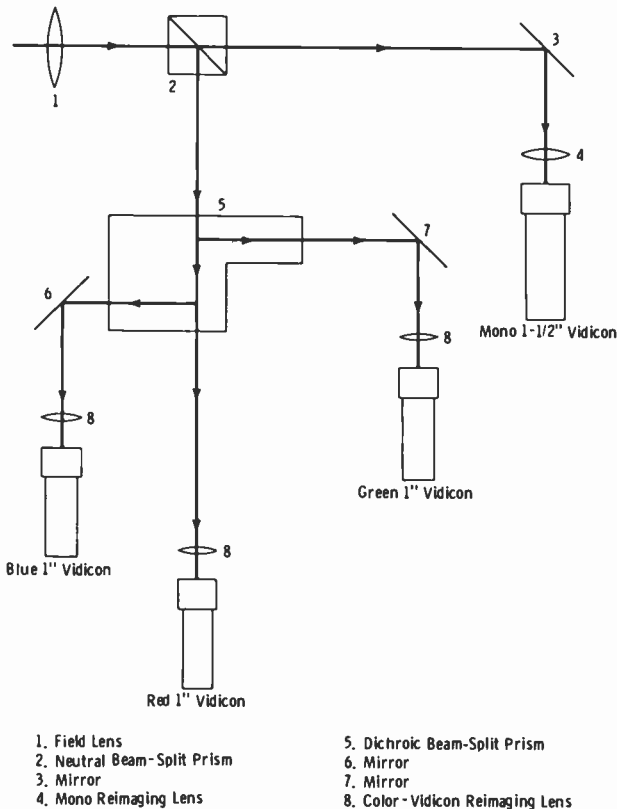 1
2
3
4
5
6
7
8
Mono 1-1/2" Vidicon
8
8
Green 1" Vidicon
Blue 1" Vidicon
Red 1" Vidicon
1. Field Lens
2. Neutral Beam-Split Prism
3. Mirror
4. Mono Reimaging Lens
5. Dichroic Beam-Split Prism
6. Mirror
7. Mirror
8. Color-Vidicon Reimaging Lens